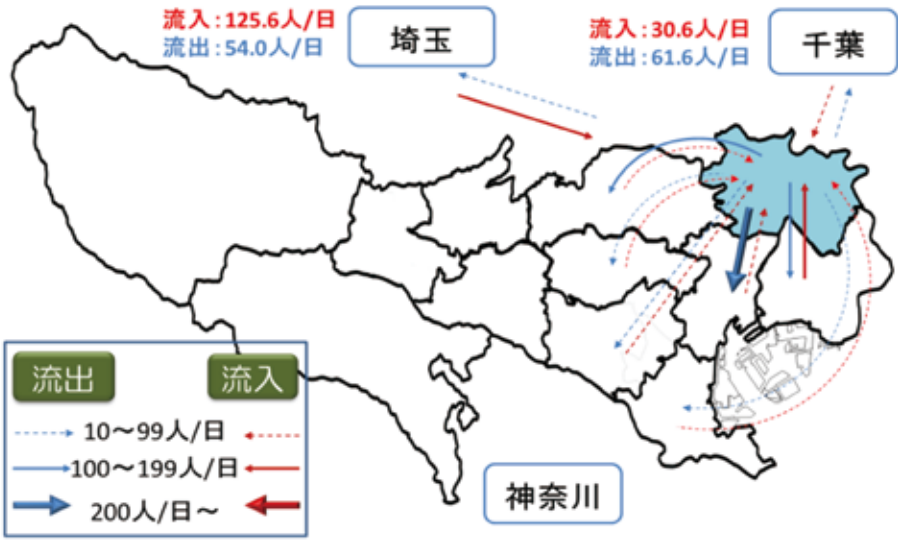 流入:125.6人/日
流出:54.0人/日
埼玉
流入:30.6人/日
流出:61.6人/日
千葉
流出
流入
10～99人/日
100～199人/日
200人/日～
神奈川